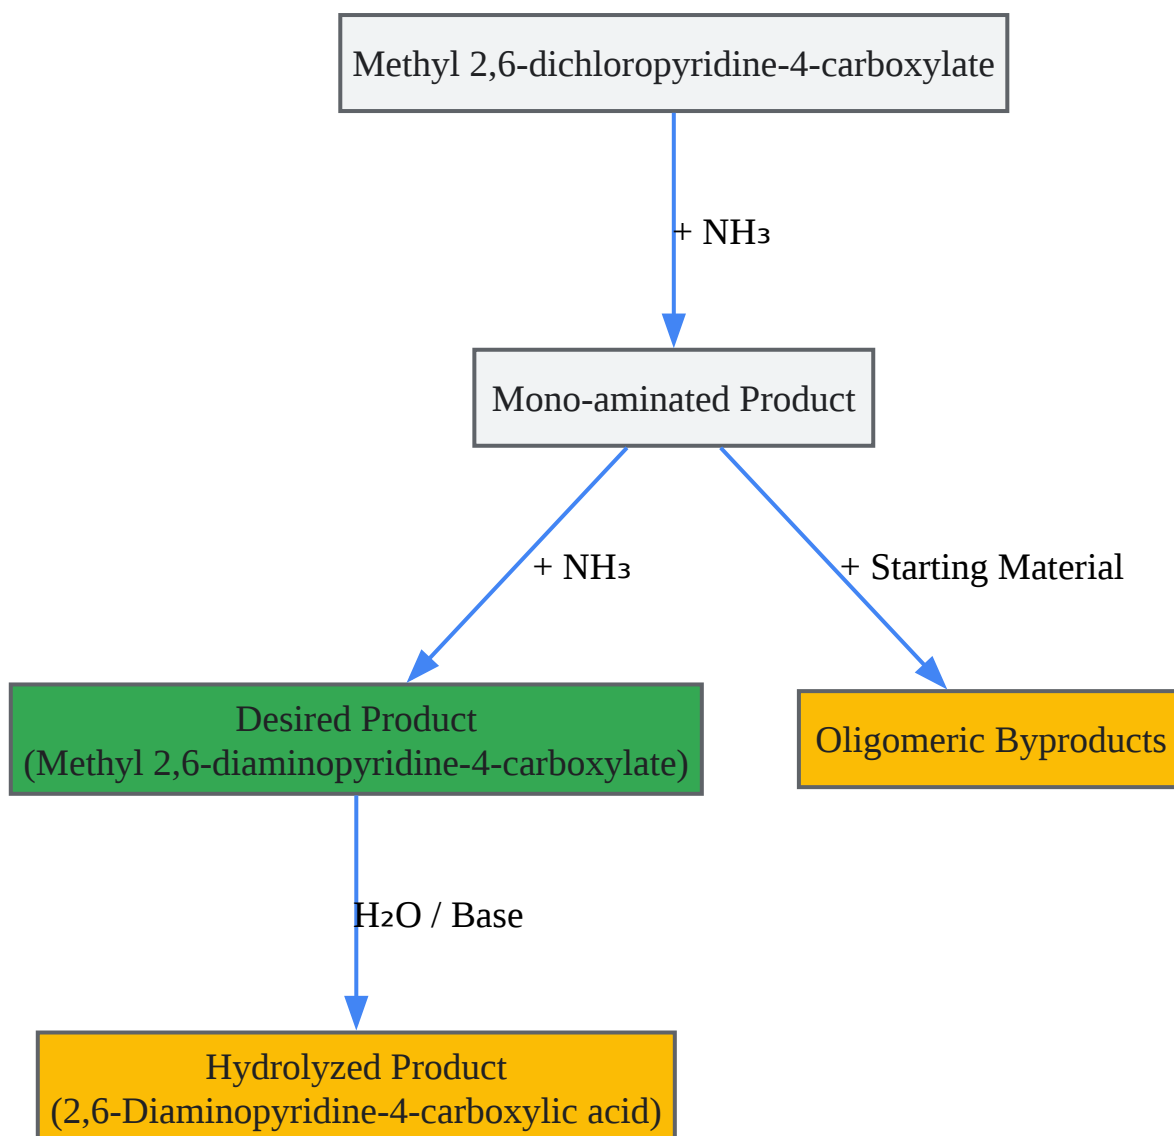 Methyl 2,6-dichloropyridine-4-carboxylate
+ NH₃
Mono-aminated Product
+ NH₃
+ Starting Material
Desired Product
(Methyl 2,6-diaminopyridine-4-carboxylate)
Oligomeric Byproducts
H₂O / Base
Hydrolyzed Product
(2,6-Diaminopyridine-4-carboxylic acid)